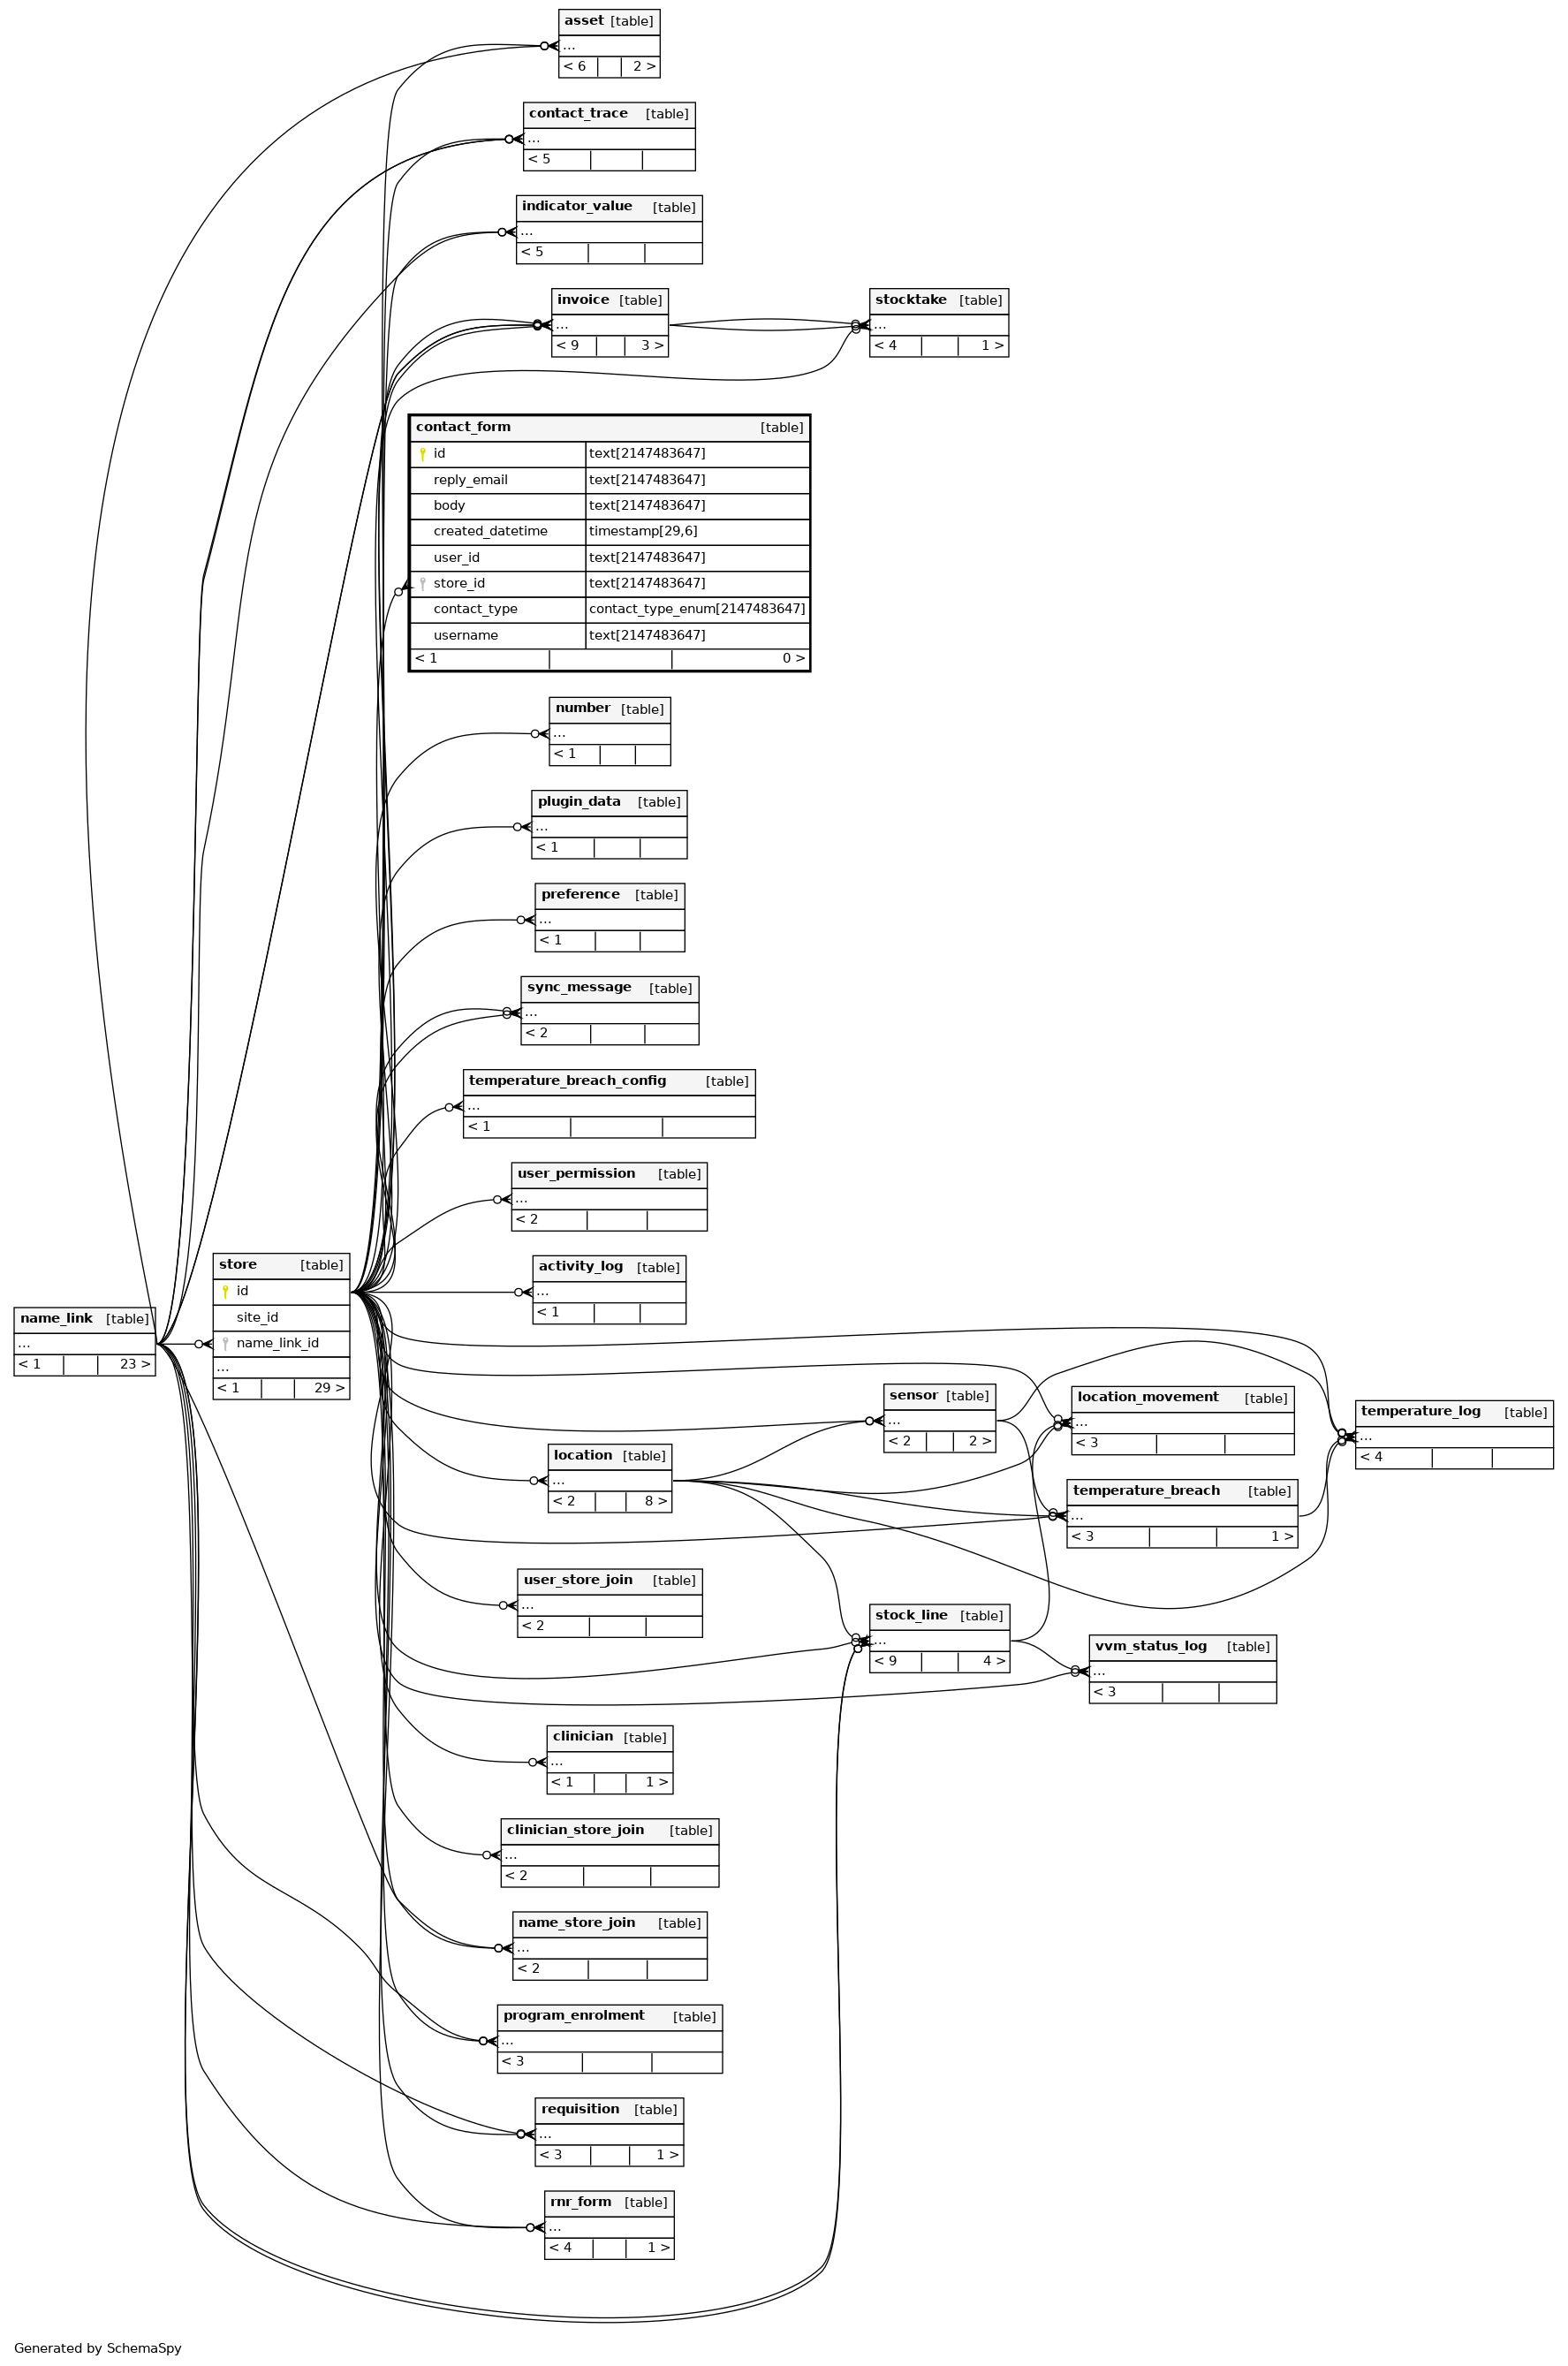 asset [table]
...
< 6 2 >
contact_trace [table]
...
< 5
indicator_value [table]
...
< 5
invoice [table]
...
< 9 3 >
stocktake [table]
...
< 4 1 >
contact_form [table]
id text[2147483647]
reply_email text[2147483647]
body text[2147483647]
created_datetime timestamp[29,6]
user_id text[2147483647]
store_id text[2147483647]
contact_type contact_type_enum[2147483647]
username text[2147483647]
< 1 0 >
number [table]
...
< 1
plugin_data [table]
...
< 1
preference [table]
...
< 1
sync_message [table]
...
< 2
temperature_breach_config [table]
...
< 1
user_permission [table]
...
< 2
activity_log [table]
...
< 1
store [table]
id
site_id
name_link_id
...
< 1 29 >
name_link [table]
...
< 1 23 >
sensor [table]
...
< 2 2 >
location_movement [table]
...
< 3
temperature_log [table]
...
< 4
location [table]
...
< 2 8 >
temperature_breach [table]
...
< 3 1 >
user_store_join [table]
...
< 2
stock_line [table]
...
< 9 4 >
vvm_status_log [table]
...
< 3
clinician [table]
...
< 1 1 >
clinician_store_join [table]
...
< 2
name_store_join [table]
...
< 2
program_enrolment [table]
...
< 3
requisition [table]
...
< 3 1 >
rnr_form [table]
...
< 4 1 >
Generated by SchemaSpy